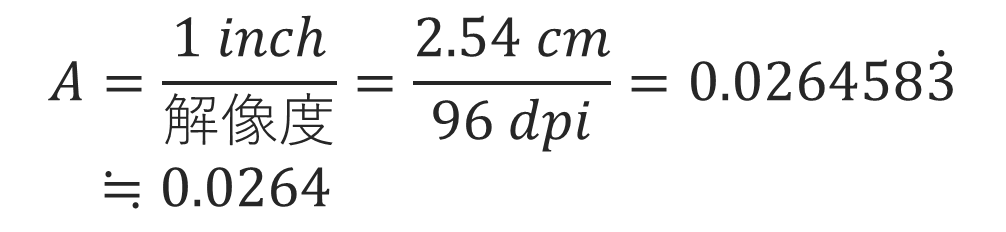 A = 1 inch / 解像度 = 2.54 cm / 96 dpi = 0.0264583̇
≒ 0.0264